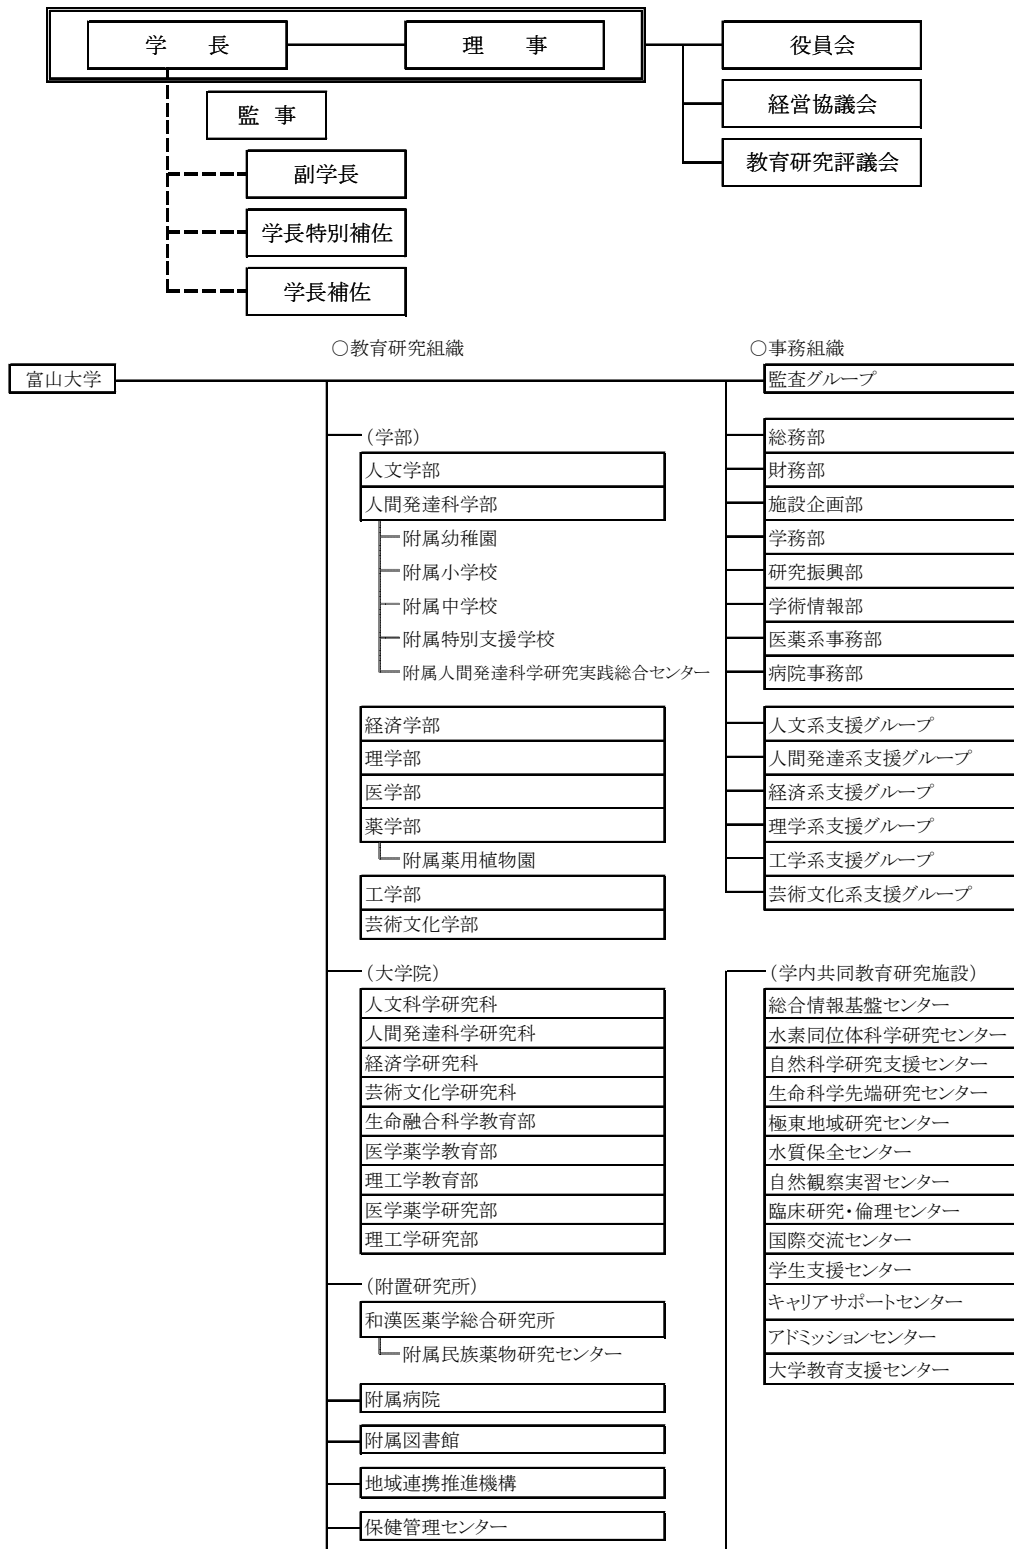 学　長
理　事
役員会
経営協議会
教育研究評議会
監 事
副学長
学長特別補佐
学長補佐
○教育研究組織
○事務組織
富山大学
監査グループ
（学部）
人文学部
人間発達科学部
附属幼稚園
附属小学校
附属中学校
附属特別支援学校
附属人間発達科学研究実践総合センター
経済学部
理学部
医学部
薬学部
附属薬用植物園
工学部
芸術文化学部
（大学院）
人文科学研究科
人間発達科学研究科
経済学研究科
芸術文化学研究科
生命融合科学教育部
医学薬学教育部
理工学教育部
医学薬学研究部
理工学研究部
（附置研究所）
和漢医薬学総合研究所
附属民族薬物研究センター
附属病院
附属図書館
地域連携推進機構
保健管理センター
総務部
財務部
施設企画部
学務部
研究振興部
学術情報部
医薬系事務部
病院事務部
人文系支援グループ
人間発達系支援グループ
経済系支援グループ
理学系支援グループ
工学系支援グループ
芸術文化系支援グループ
（学内共同教育研究施設）
総合情報基盤センター
水素同位体科学研究センター
自然科学研究支援センター
生命科学先端研究センター
極東地域研究センター
水質保全センター
自然観察実習センター
臨床研究・倫理センター
国際交流センター
学生支援センター
キャリアサポートセンター
アドミッションセンター
大学教育支援センター